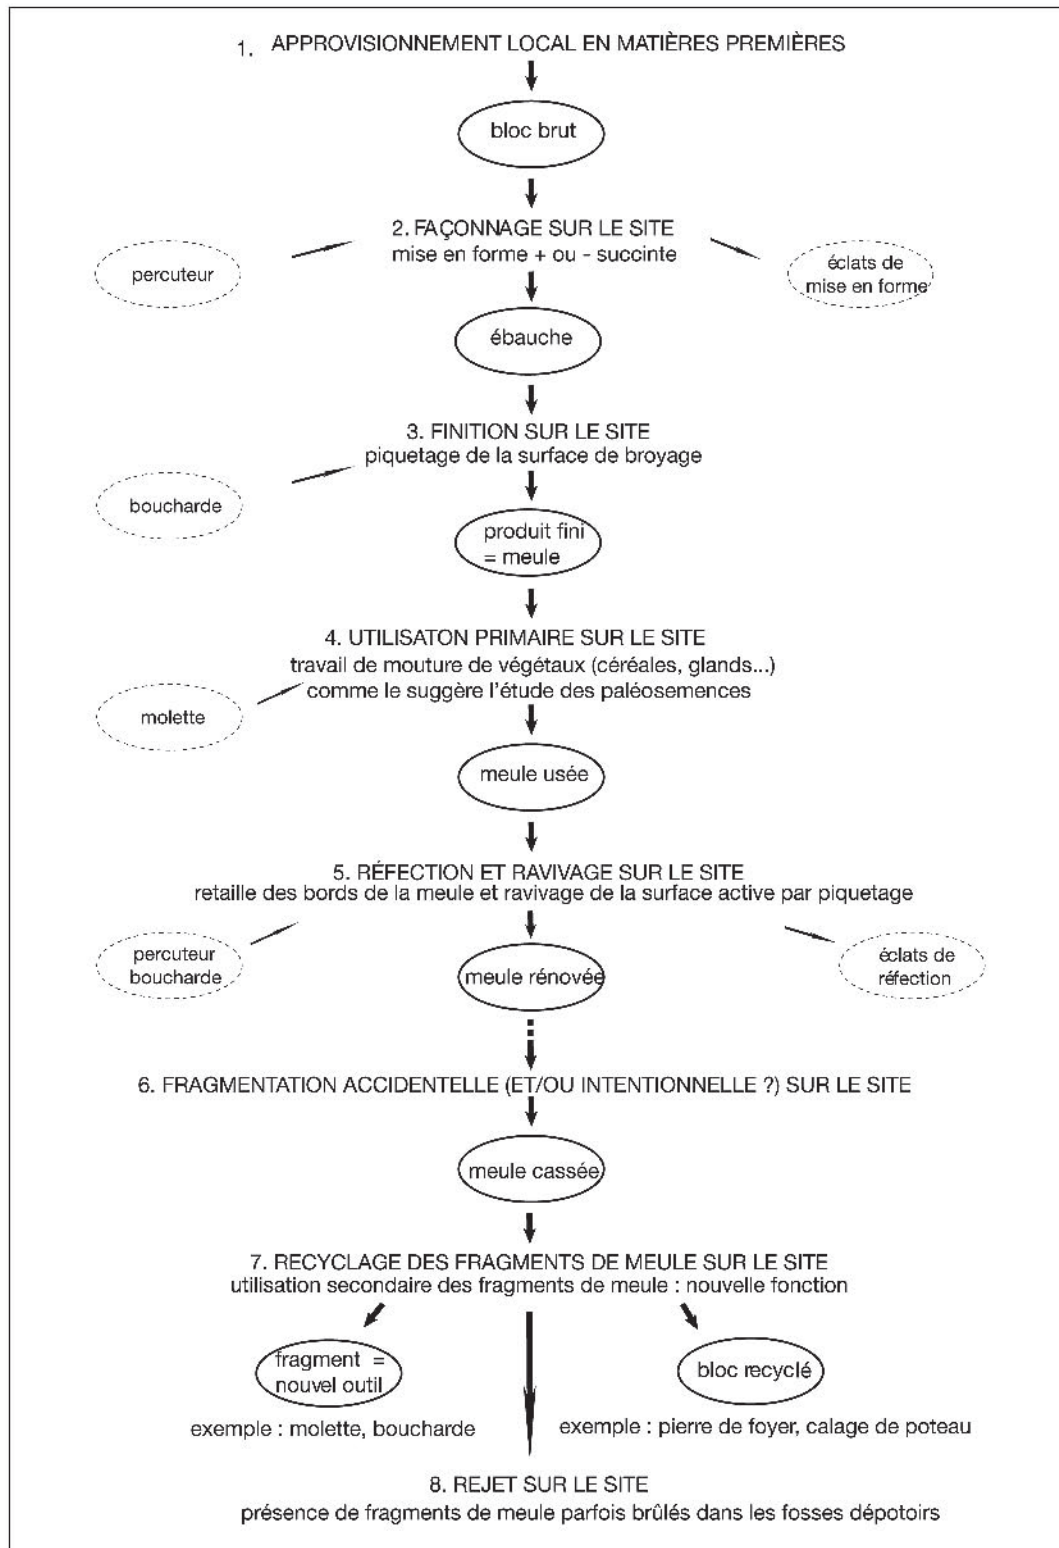 1. APPROVISIONNEMENT LOCAL EN MATIÈRES PREMIÈRES
bloc brut
2. FAÇONNAGE SUR LE SITE
mise en forme + ou - succinte
percuteur
éclats de
mise en forme
ébauche
3. FINITION SUR LE SITE
piquetage de la surface de broyage
boucharde
produit fini
= meule
4. UTILISATON PRIMAIRE SUR LE SITE
travail de mouture de végétaux (céréales, glands...)
comme le suggère l'étude des paléosemences
molette
meule usée
5. RÉFECTION ET RAVIVAGE SUR LE SITE
retaille des bords de la meule et ravivage de la surface active par piquetage
percuteur
boucharde
meule rénovée
éclats de
réfection
6. FRAGMENTATION ACCIDENTELLE (ET/OU INTENTIONNELLE ?) SUR LE SITE
meule cassée
7. RECYCLAGE DES FRAGMENTS DE MEULE SUR LE SITE
utilisation secondaire des fragments de meule : nouvelle fonction
fragment =
nouvel outil
bloc recyclé
exemple : molette, boucharde
exemple : pierre de foyer, calage de poteau
8. REJET SUR LE SITE
présence de fragments de meule parfois brûlés dans les fosses dépotoirs